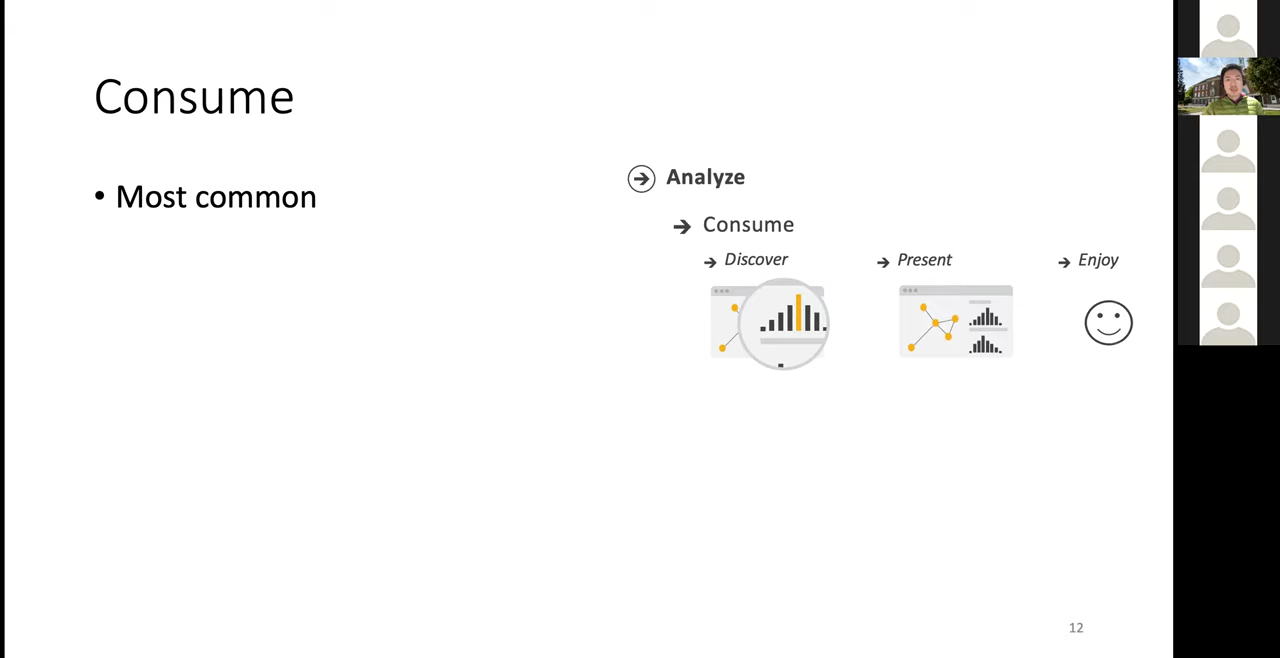 Consume
• Most common
Analyze
Consume
Discover
Present
Enjoy
12